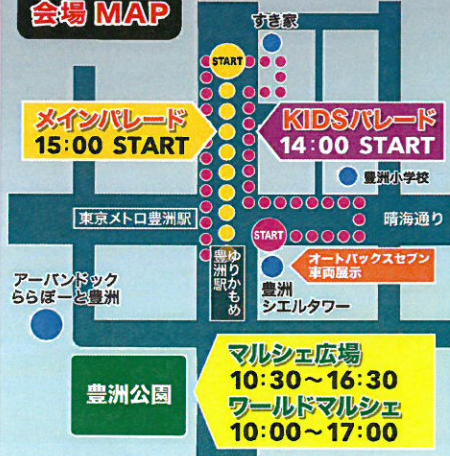 会場 MAP
すき家
START
メインパレード
15:00 START
KIDSパレード
14:00 START
豊洲小学校
東京メトロ豊洲駅
晴海通り
START
ゆりかもめ
豊洲駅
オートバックスセブン
車両展示
豊洲
シエルタワー
アーバンドック
ららぽーと豊洲
豊洲公園
マルシェ広場
10:30～16:30
ワールドマルシェ
10:00～17:00